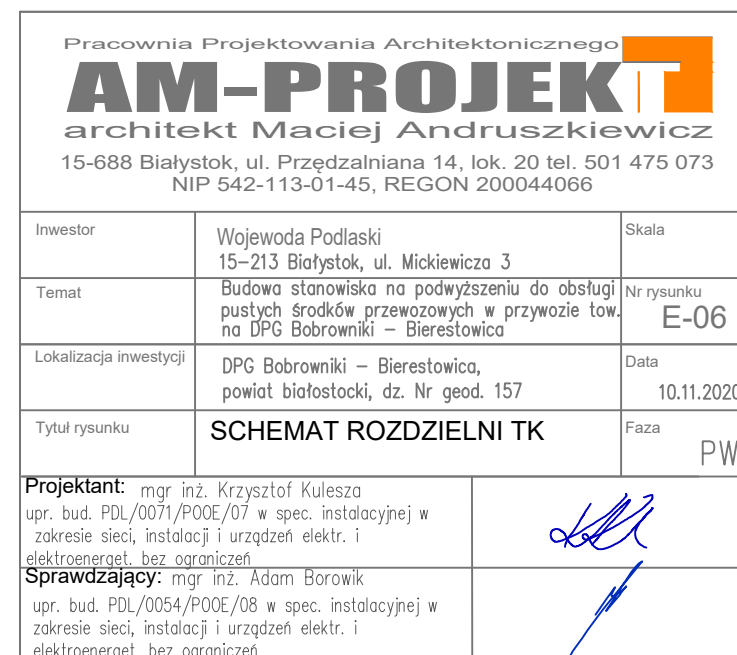 Pracownia Projektowania Architektonicznego
AM-PROJEKT
architekt Maciej Andruszkiewicz
15-688 Białystok, ul. Przędzalniana 14, lok. 20 tel. 501 475 073
NIP 542-113-01-45, REGON 200044066
Inwestor
Wojewoda Podlaski
15-213 Białystok, ul. Mickiewicza 3
Skala
Temat
Budowa stanowiska na podwyższeniu do obsługi
pustych środków przewozowych w przywozie tow.
na DPG Bobrowniki – Bierestowica
Nr rysunku
E-06
Lokalizacja inwestycji
DPG Bobrowniki – Bierestowica,
powiat białostocki, dz. Nr geod. 157
Data
10.11.2020
Tytuł rysunku
SCHEMAT ROZDZIELNI TK
Faza
PW
Projektant: mgr inż. Krzysztof Kulesza
upr. bud. PDL/0071/POOE/07 w spec. instalacyjnej w
zakresie sieci, instalacji i urządzeń elektr. i
elektroenerget. bez ograniczeń
Sprawdzający: mgr inż. Adam Borowik
upr. bud. PDL/0054/POOE/08 w spec. instalacyjnej w
zakresie sieci, instalacji i urządzeń elektr. i
elektroenerget. bez ograniczeń